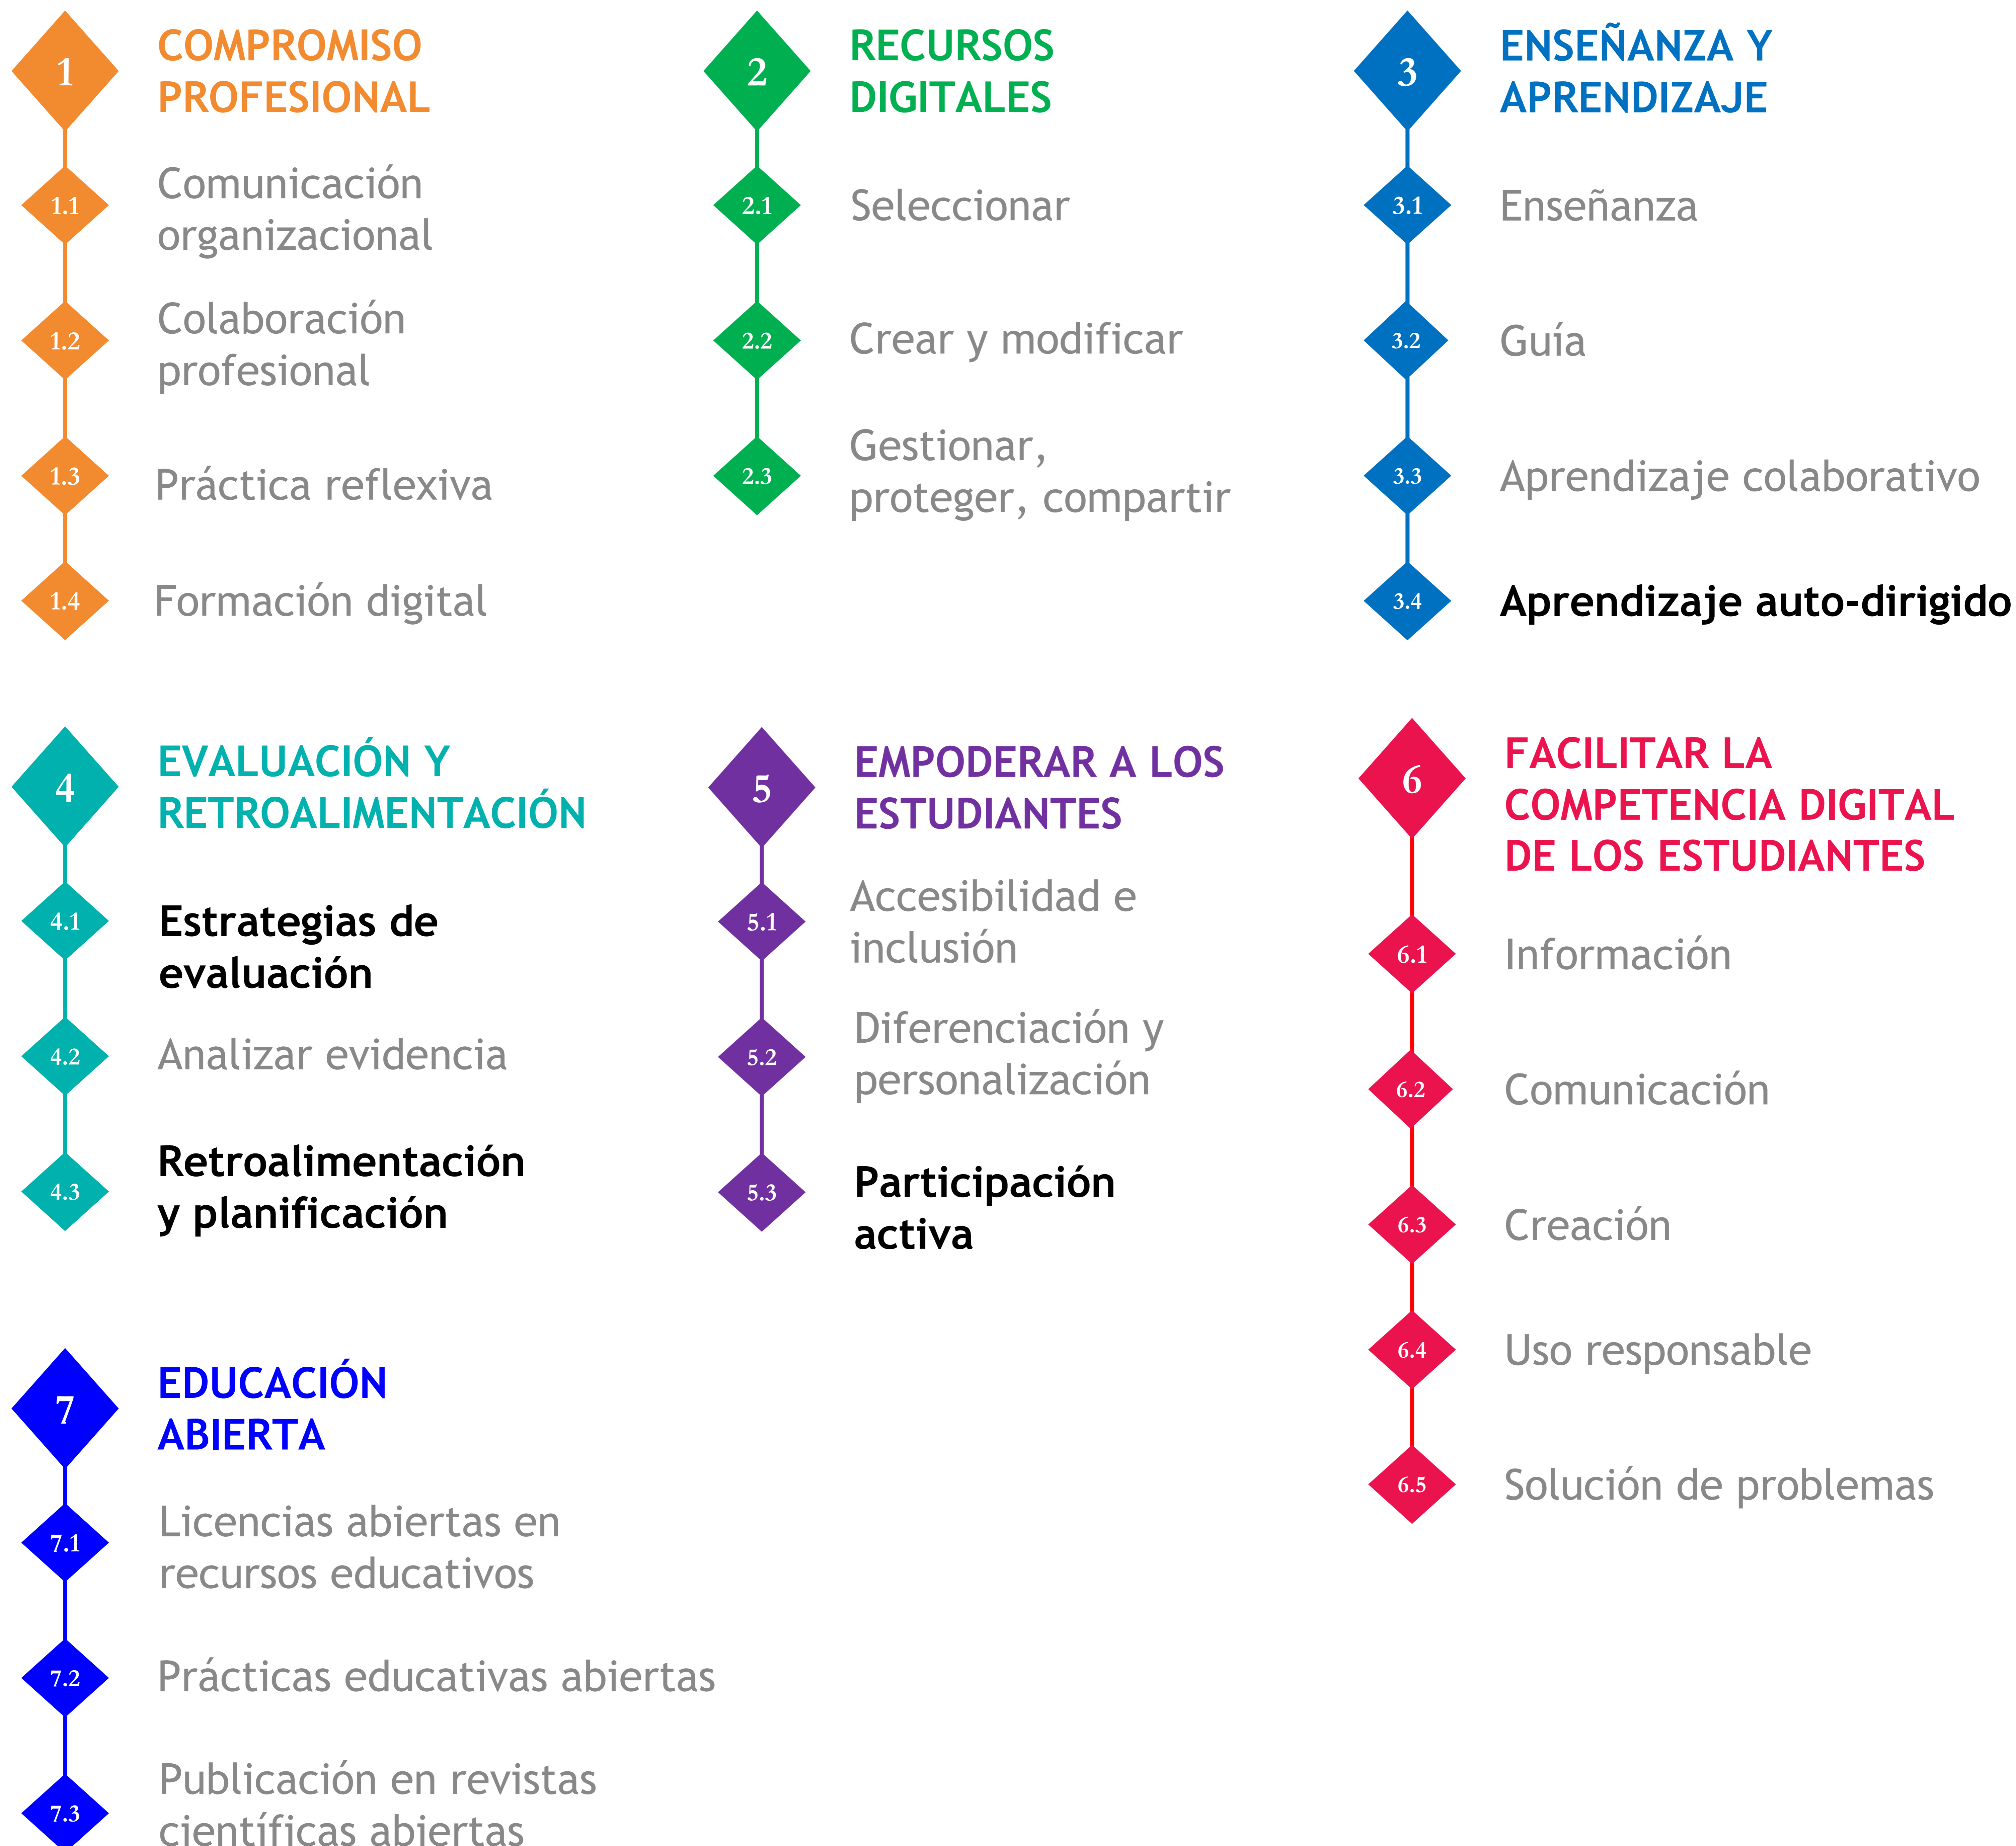 1
COMPROMISO
PROFESIONAL
1.1
Comunicación
organizacional
1.2
Colaboración
profesional
1.3
Práctica reflexiva
1.4
Formación digital
2
RECURSOS
DIGITALES
2.1
Seleccionar
2.2
Crear y modificar
2.3
Gestionar,
proteger, compartir
3
ENSEÑANZA Y
APRENDIZAJE
3.1
Enseñanza
3.2
Guía
3.3
Aprendizaje colaborativo
3.4
Aprendizaje auto-dirigido
4
EVALUACIÓN Y
RETROALIMENTACIÓN
4.1
Estrategias de
evaluación
4.2
Analizar evidencia
4.3
Retroalimentación
y planificación
5
EMPODERAR A LOS
ESTUDIANTES
5.1
Accesibilidad e
inclusión
5.2
Diferenciación y
personalización
5.3
Participación
activa
6
FACILITAR LA
COMPETENCIA DIGITAL
DE LOS ESTUDIANTES
6.1
Información
6.2
Comunicación
6.3
Creación
6.4
Uso responsable
6.5
Solución de problemas
7
EDUCACIÓN
ABIERTA
7.1
Licencias abiertas en
recursos educativos
7.2
Prácticas educativas abiertas
7.3
Publicación en revistas
científicas abiertas